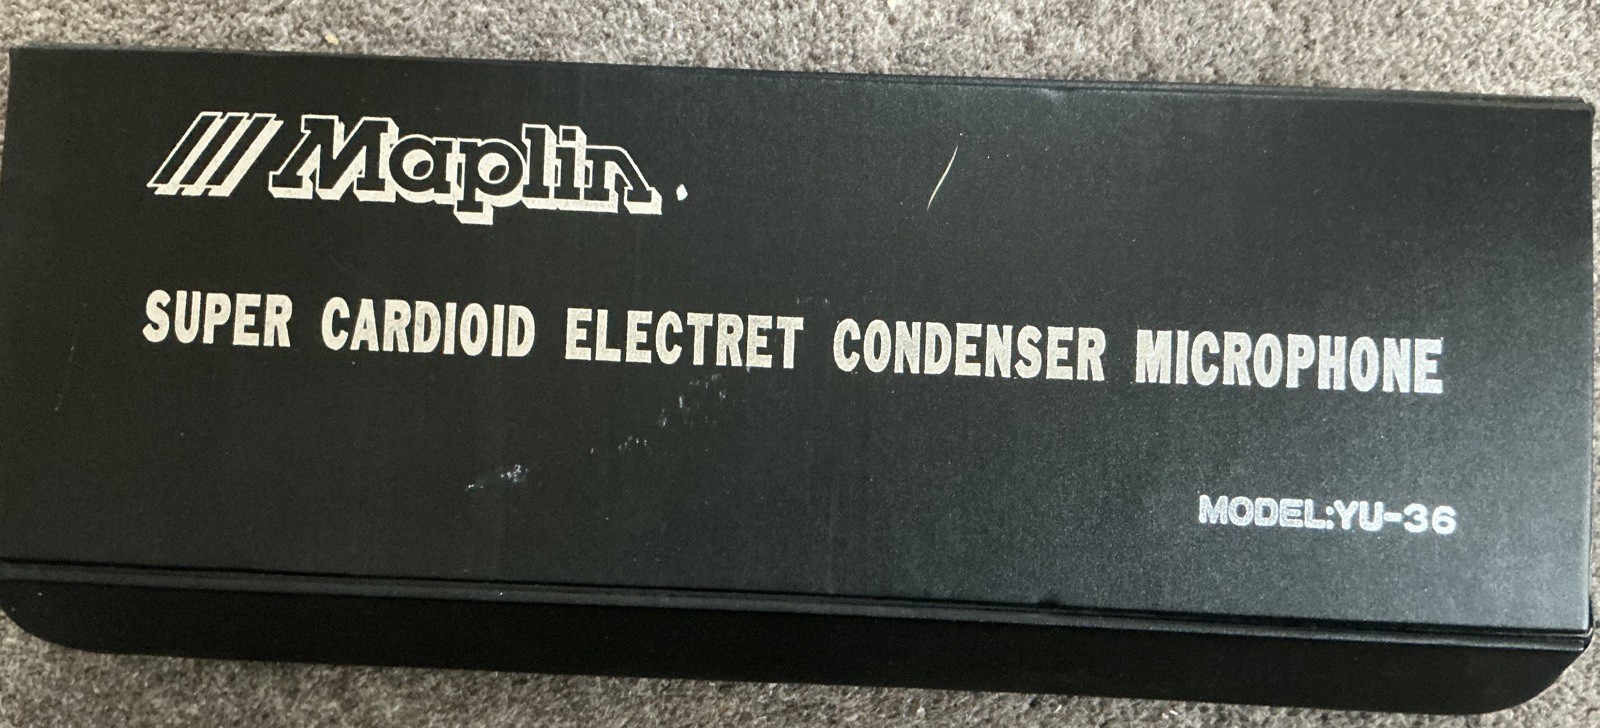 Maplin
SUPER CARDIOID ELECTRET CONDENSER MICROPHONE
MODEL:YU-36